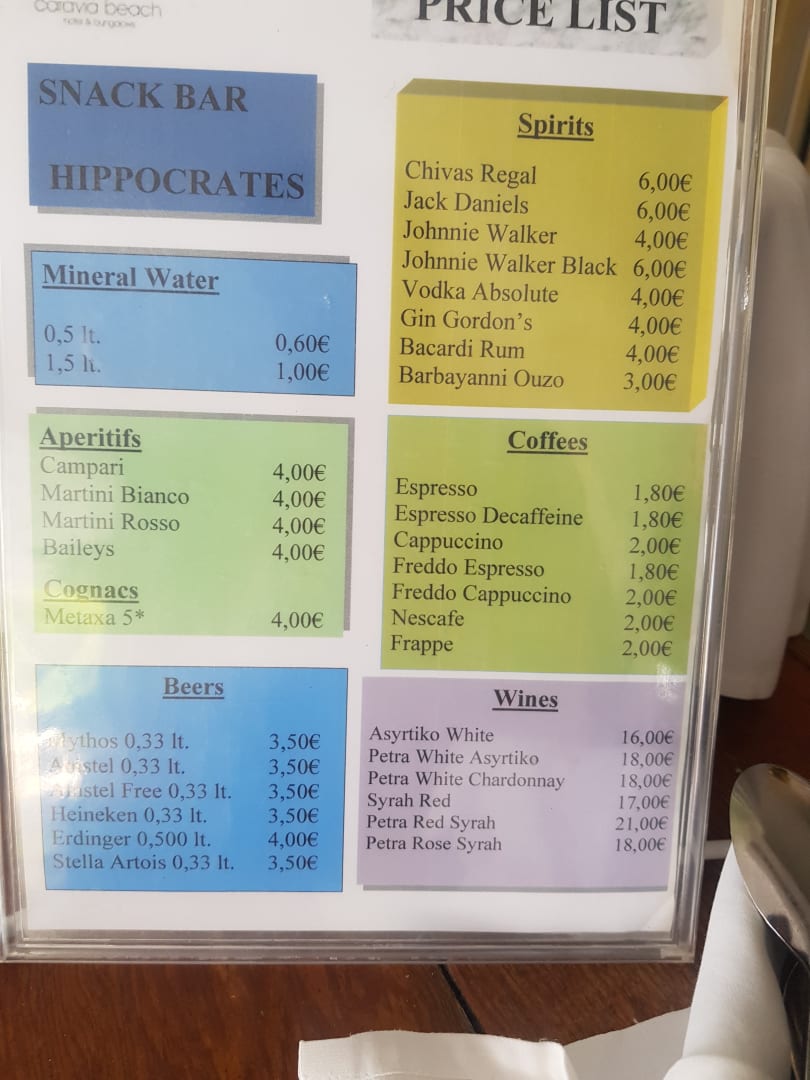 caravia beach
hotel & bungalows
PRICE LIST
SNACK BAR
HIPPOCRATES
Mineral Water
0,5 lt. 0,60€
1,5 lt. 1,00€
Aperitifs
Campari 4,00€
Martini Bianco 4,00€
Martini Rosso 4,00€
Baileys 4,00€
Cognacs
Metaxa 5* 4,00€
Beers
Mythos 0,33 lt. 3,50€
Amstel 0,33 lt. 3,50€
Amstel Free 0,33 lt. 3,50€
Heineken 0,33 lt. 3,50€
Erdinger 0,500 lt. 4,00€
Stella Artois 0,33 lt. 3,50€
Spirits
Chivas Regal 6,00€
Jack Daniels 6,00€
Johnnie Walker 4,00€
Johnnie Walker Black 6,00€
Vodka Absolute 4,00€
Gin Gordon's 4,00€
Bacardi Rum 4,00€
Barbayanni Ouzo 3,00€
Coffees
Espresso 1,80€
Espresso Decaffeine 1,80€
Cappuccino 2,00€
Freddo Espresso 1,80€
Freddo Cappuccino 2,00€
Nescafe 2,00€
Frappe 2,00€
Wines
Asyrtiko White 16,00€
Petra White Asyrtiko 18,00€
Petra White Chardonnay 18,00€
Syrah Red 17,00€
Petra Red Syrah 21,00€
Petra Rose Syrah 18,00€